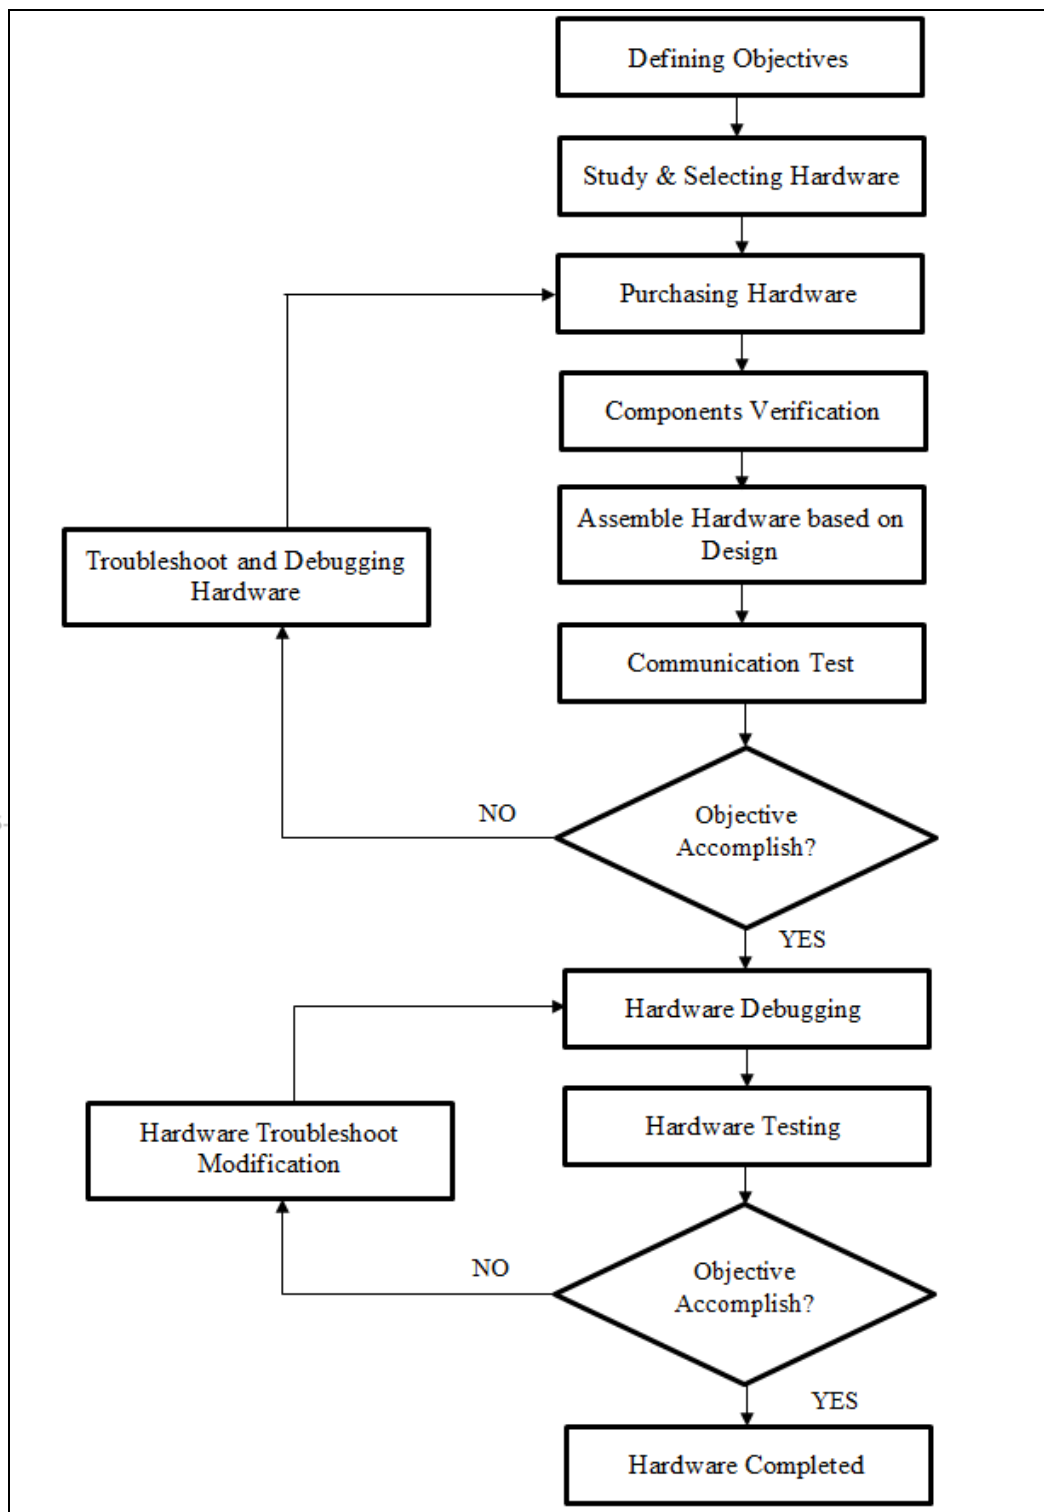 Defining Objectives
Study & Selecting Hardware
Purchasing Hardware
Components Verification
Assemble Hardware based on
Design
Troubleshoot and Debugging
Hardware
Communication Test
Objective
Accomplish?
NO
YES
Hardware Debugging
Hardware Testing
Hardware Troubleshoot
Modification
Objective
Accomplish?
NO
YES
Hardware Completed